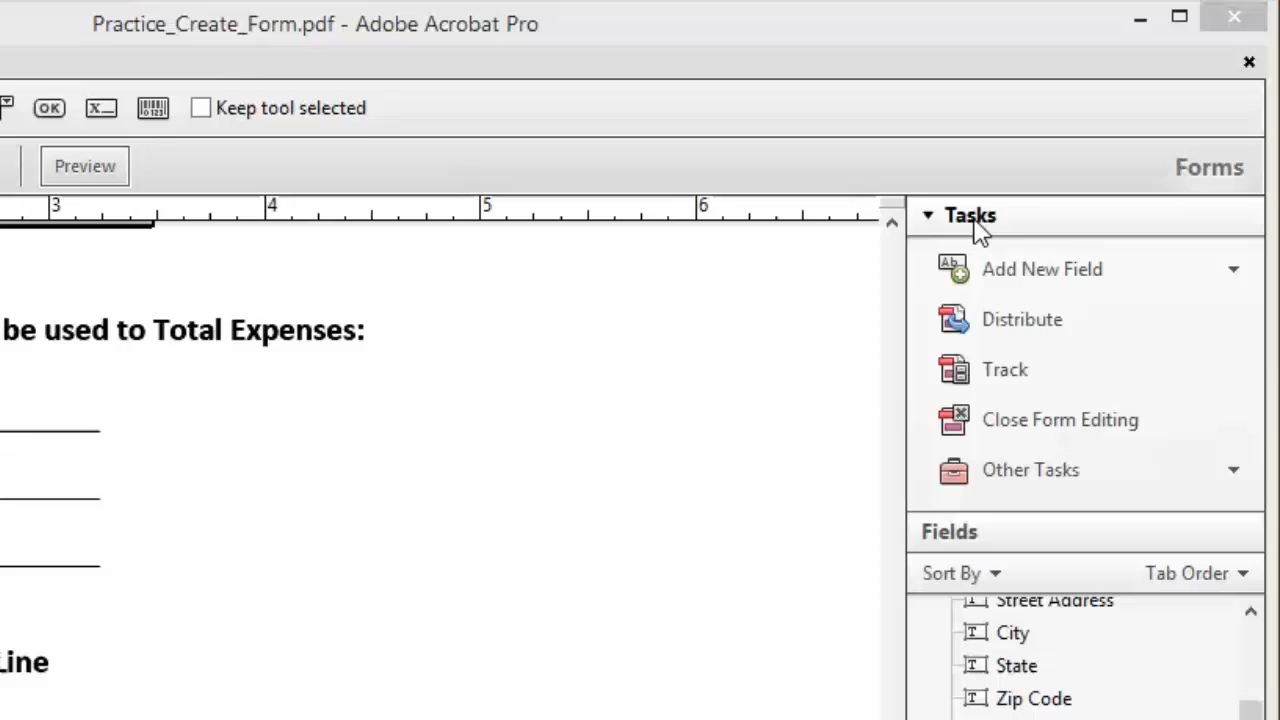 Practice_Create_Form.pdf - Adobe Acrobat Pro
OK
Keep tool selected
Preview
Forms
3 4 5 6
Tasks
Add New Field
be used to Total Expenses:
Distribute
Track
Close Form Editing
Other Tasks
Fields
Sort By Tab Order
Street Address
City
Line
State
Zip Code